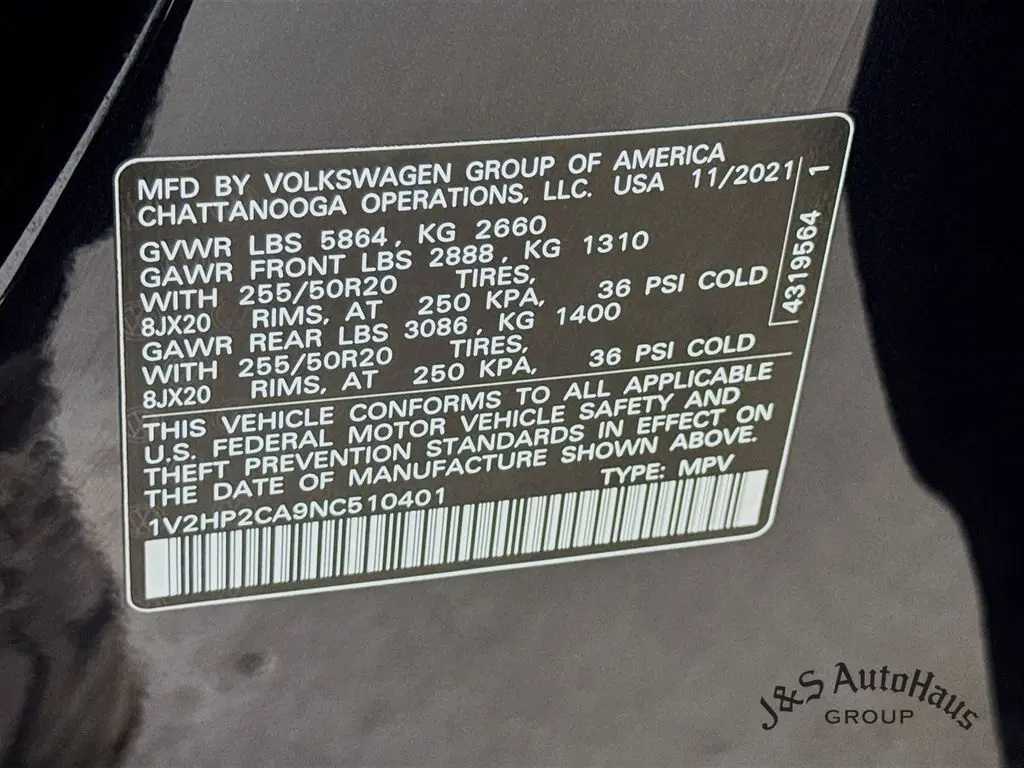 MFD BY VOLKSWAGEN GROUP OF AMERICA
CHATTANOOGA OPERATIONS, LLC. USA 11/2021
GVWR LBS 5864, KG 2660
GAWR FRONT LBS 2888, KG 1310
WITH 255/50R20 TIRES,
8JX20 RIMS, AT 250 KPA, 36 PSI COLD
GAWR REAR LBS 3086, KG 1400
WITH 255/50R20 TIRES,
8JX20 RIMS, AT 250 KPA, 36 PSI COLD
THIS VEHICLE CONFORMS TO ALL APPLICABLE
U.S. FEDERAL MOTOR VEHICLE SAFETY AND
THEFT PREVENTION STANDARDS IN EFFECT ON
THE DATE OF MANUFACTURE SHOWN ABOVE.
1V2HP2CA9NC510401 TYPE: MPV
4319564 1
J&S AutoHaus
GROUP